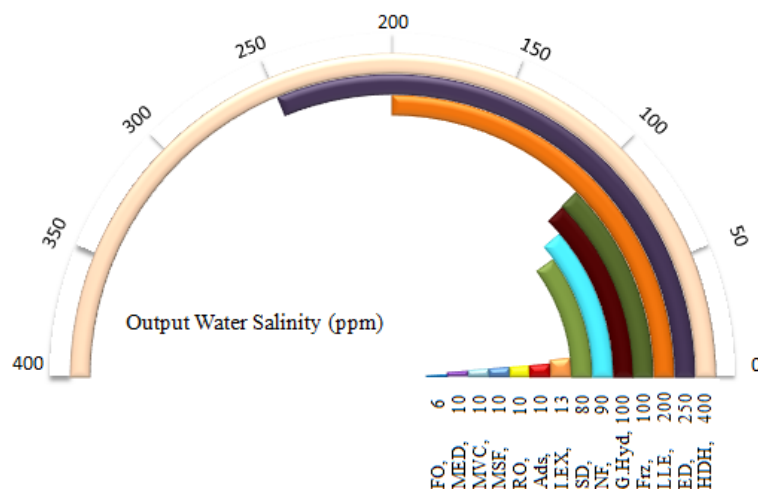 200
250
150
300
100
350
50
Output Water Salinity (ppm)
400
0
FO, 6
MED, 10
MVC, 10
MSF, 10
RO, 10
Ads, 10
I.EX, 13
SD, 80
NF, 90
G.Hyd, 100
Frz, 100
LLE, 200
ED, 250
HDH, 400